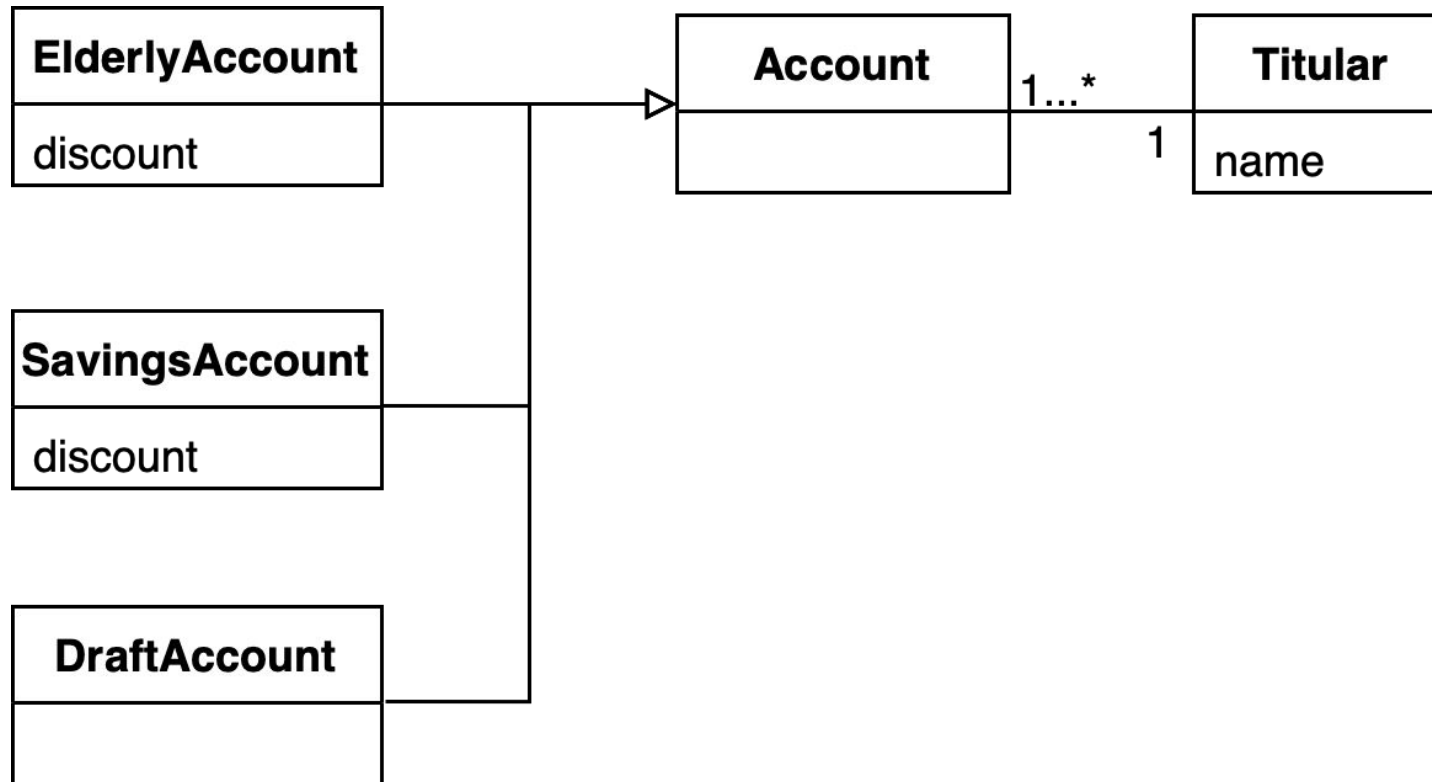 ElderlyAccount
discount
Account
1...*
1
Titular
name
SavingsAccount
discount
DraftAccount